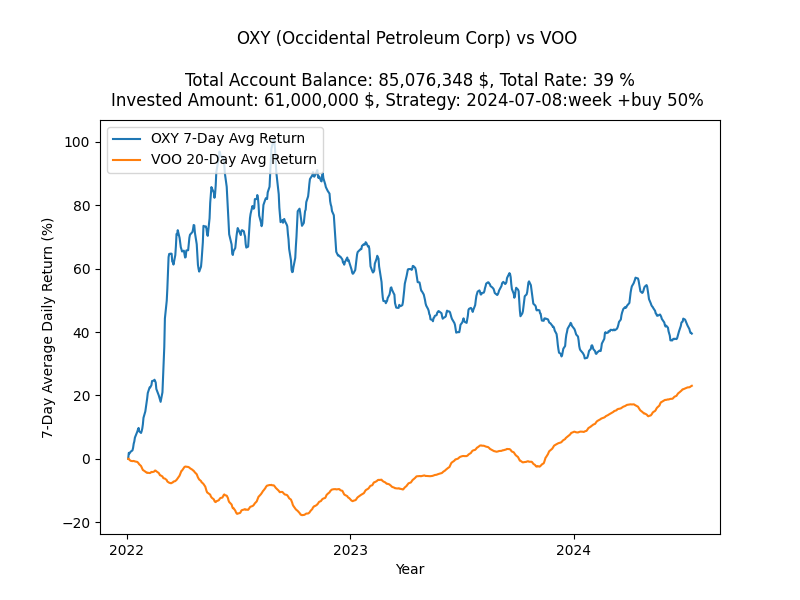 OXY (Occidental Petroleum Corp) vs VOO
Total Account Balance: 85,076,348 $, Total Rate: 39 %
Invested Amount: 61,000,000 $, Strategy: 2024-07-08:week +buy 50%
OXY 7-Day Avg Return
VOO 20-Day Avg Return
7-Day Average Daily Return (%)
100
80
60
40
20
0
−20
2022
2023
2024
Year